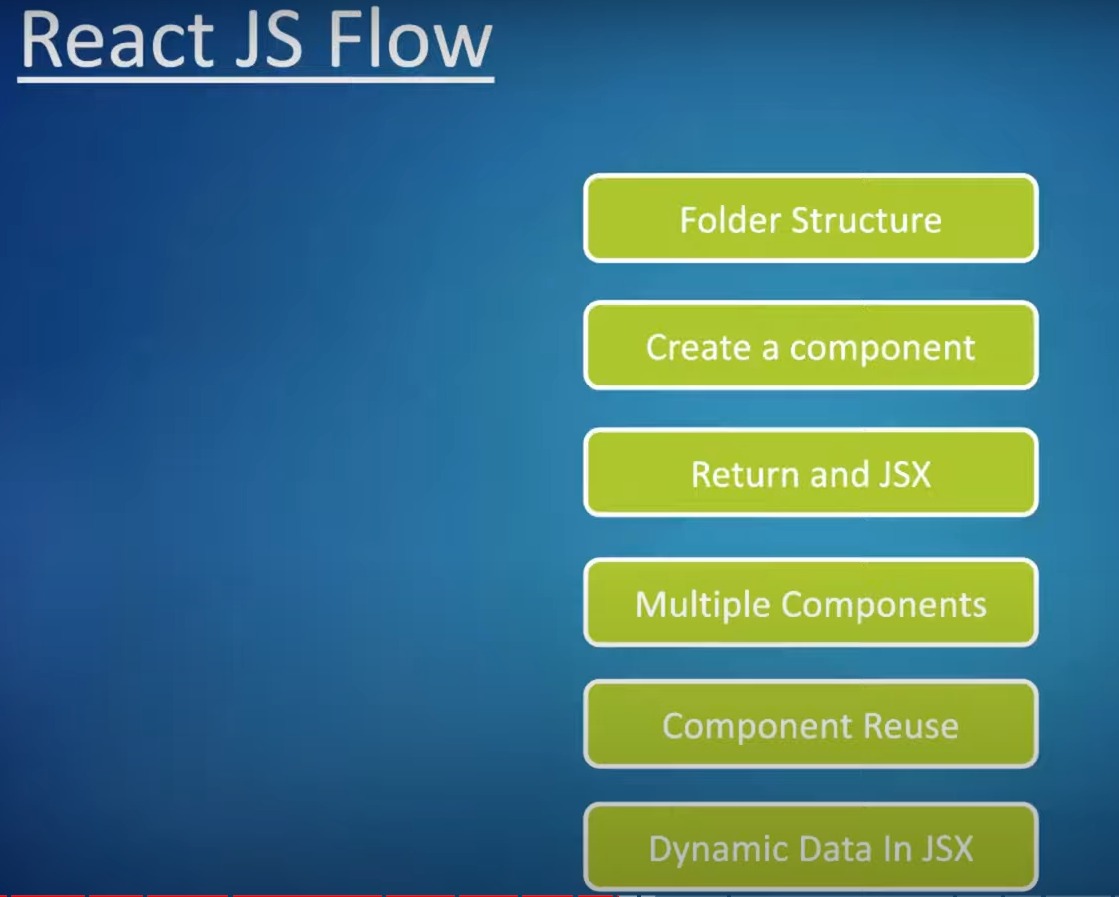 React JS Flow
Folder Structure
Create a component
Return and JSX
Multiple Components
Component Reuse
Dynamic Data In JSX